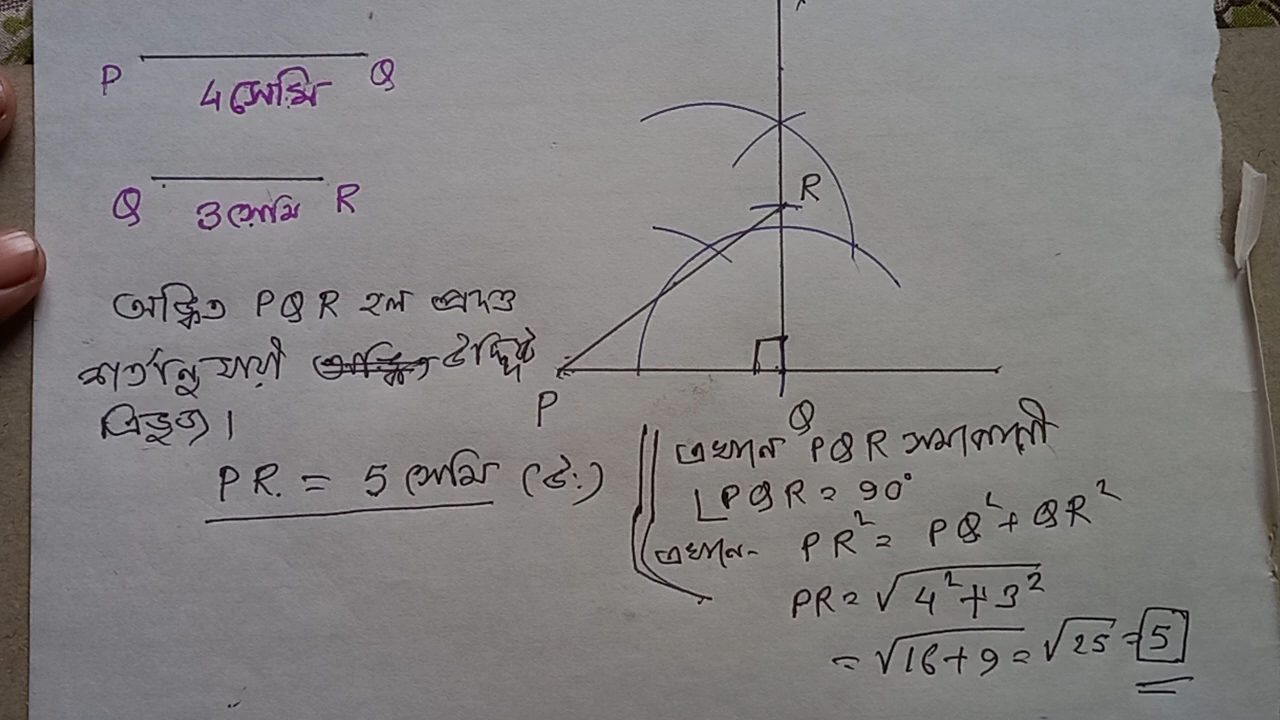 P Q
4 সেমি
Q R
3 সেমি
R
P
Q
অঙ্কিত PQR হল প্রদত্ত
শর্তানুযায়ী উদ্দিষ্ট
ত্রিভুজ।
PR. = 5 সেমি (উঃ)
এখানে PQR সমকোণী
∟PQR = 90°
এখানে- PR² = PQ² + QR²
PR = √4² + 3²
= √16 + 9 = √25 = 5